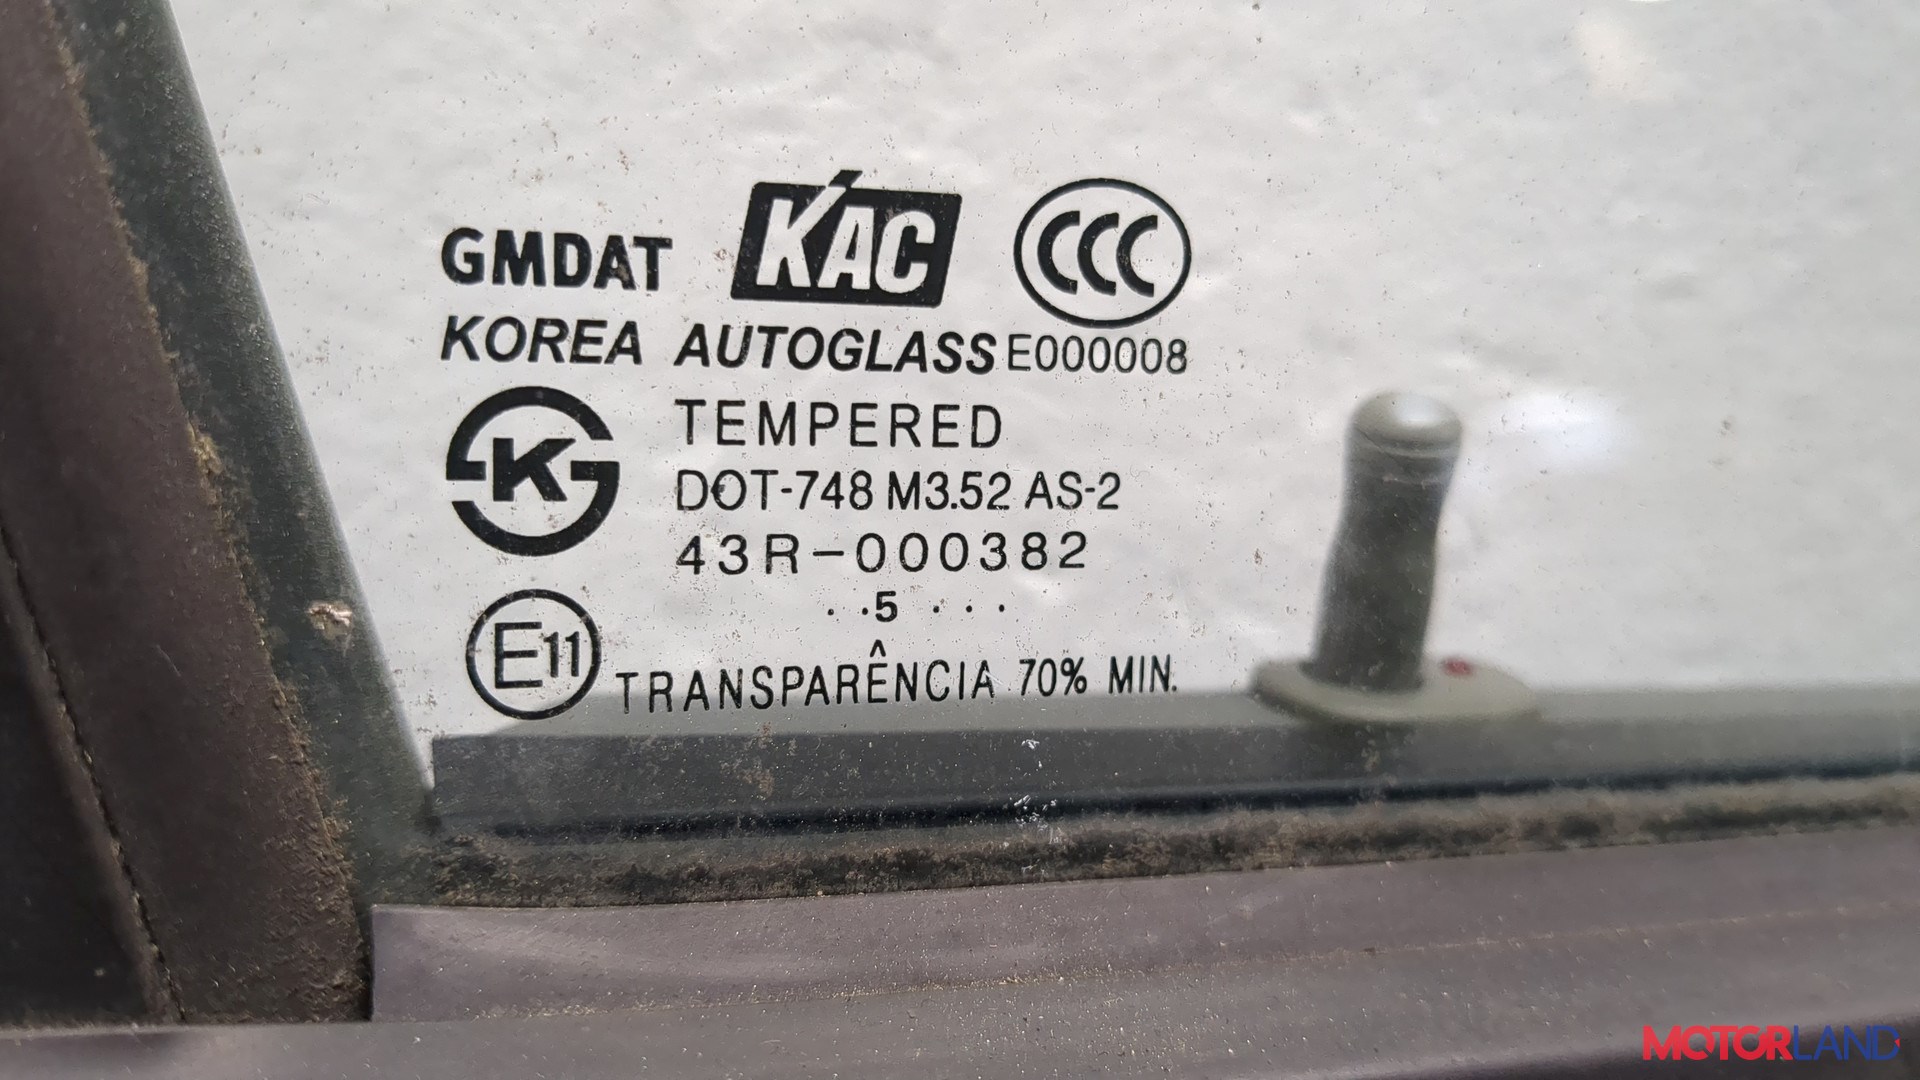 GMDAT KAC CCC
KOREA AUTOGLASS E000008
K TEMPERED
DOT-748 M3.52 AS-2
43R-000382
. .5 . . .
E11 TRANSPARÊNCIA 70% MIN.
MOTORLAND